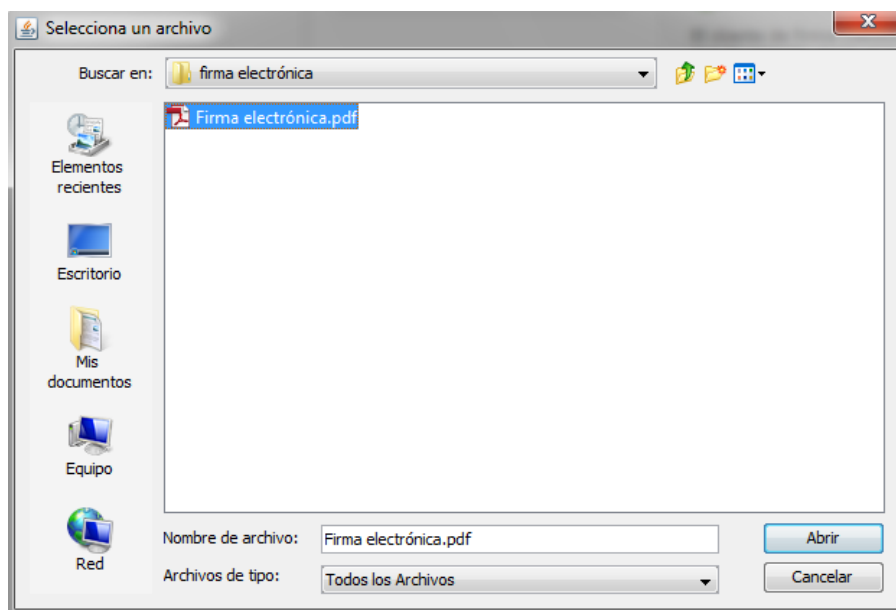 Selecciona un archivo
Buscar en: firma electrónica
Firma electrónica.pdf
Elementos
recientes
Escritorio
Mis
documentos
Equipo
Red
Nombre de archivo: Firma electrónica.pdf Abrir
Archivos de tipo: Todos los Archivos Cancelar